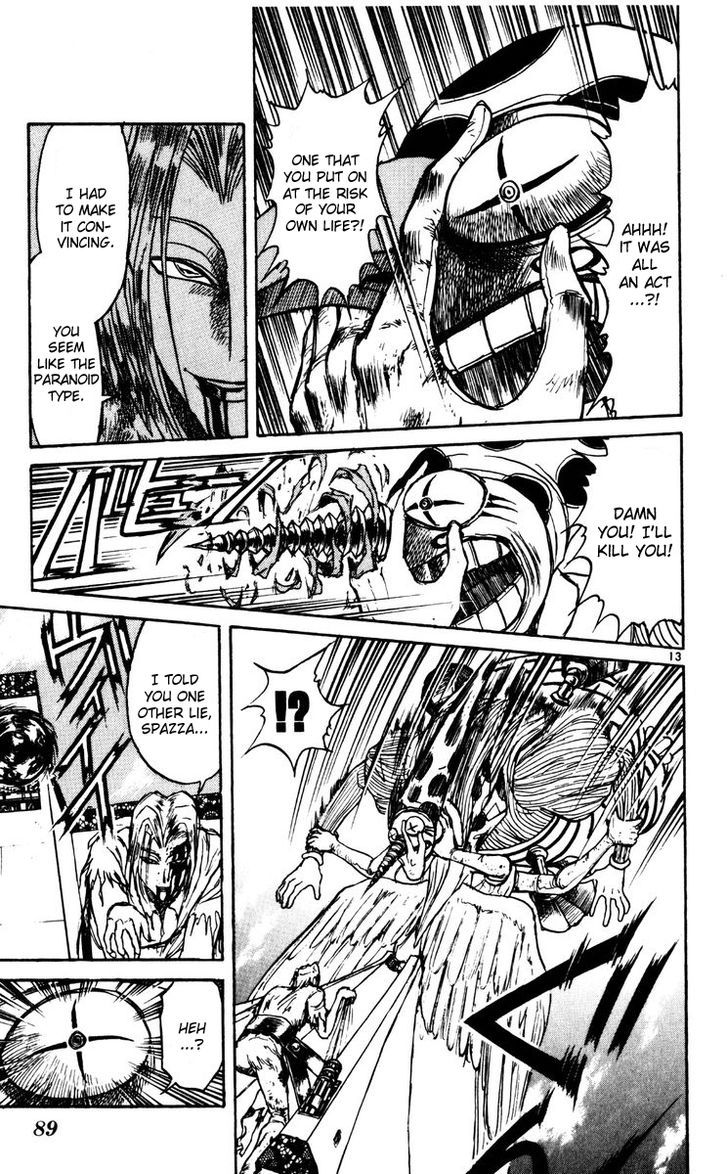 AHHH!
IT WAS
ALL
AN ACT
...?!
ONE THAT
YOU PUT ON
AT THE RISK
OF YOUR
OWN LIFE?!
I HAD
TO MAKE
IT CON-
VINCING.
YOU
SEEM
LIKE THE
PARANOID
TYPE.
DAMN
YOU! I'LL
KILL YOU!
13
!?
I TOLD
YOU ONE
OTHER LIE,
SPAZZA...
HEH
...?
89